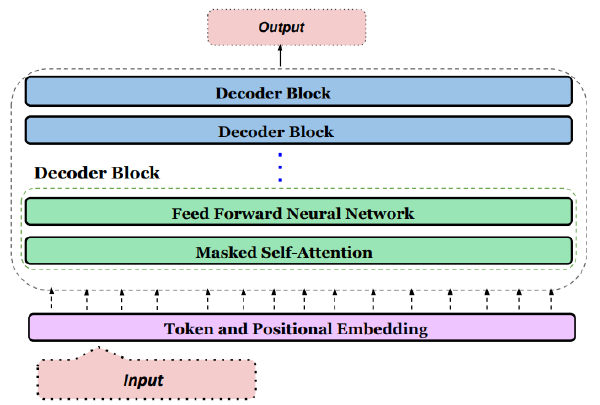 Output
Decoder Block
Decoder Block
Decoder Block
Feed Forward Neural Network
Masked Self-Attention
Token and Positional Embedding
Input